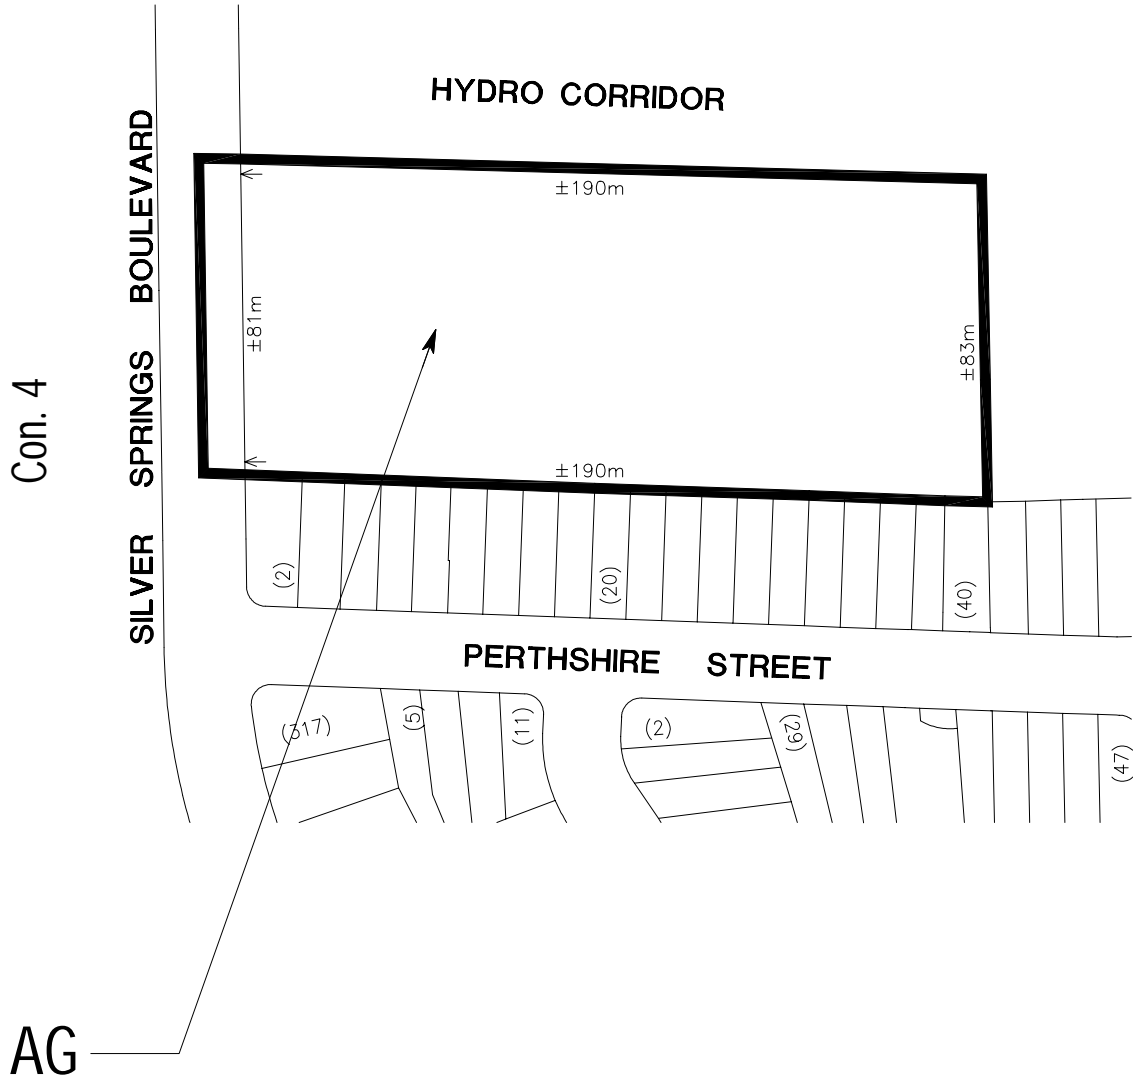 HYDRO CORRIDOR
±190m
SILVER SPRINGS BOULEVARD
±81m
±83m
Con. 4
±190m
(2)
(20)
(40)
PERTHSHIRE STREET
(317)
(5)
(11)
(2)
(29)
(47)
AG